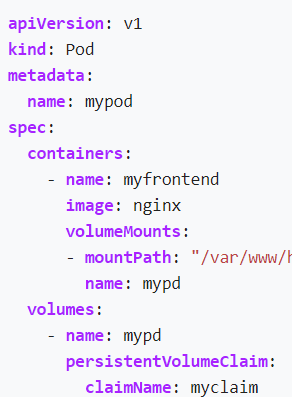 apiVersion: v1
kind: Pod
metadata:
  name: mypod
spec:
  containers:
    - name: myfrontend
      image: nginx
      volumeMounts:
      - mountPath: "/var/www/h
        name: mypd
  volumes:
    - name: mypd
      persistentVolumeClaim:
        claimName: myclaim